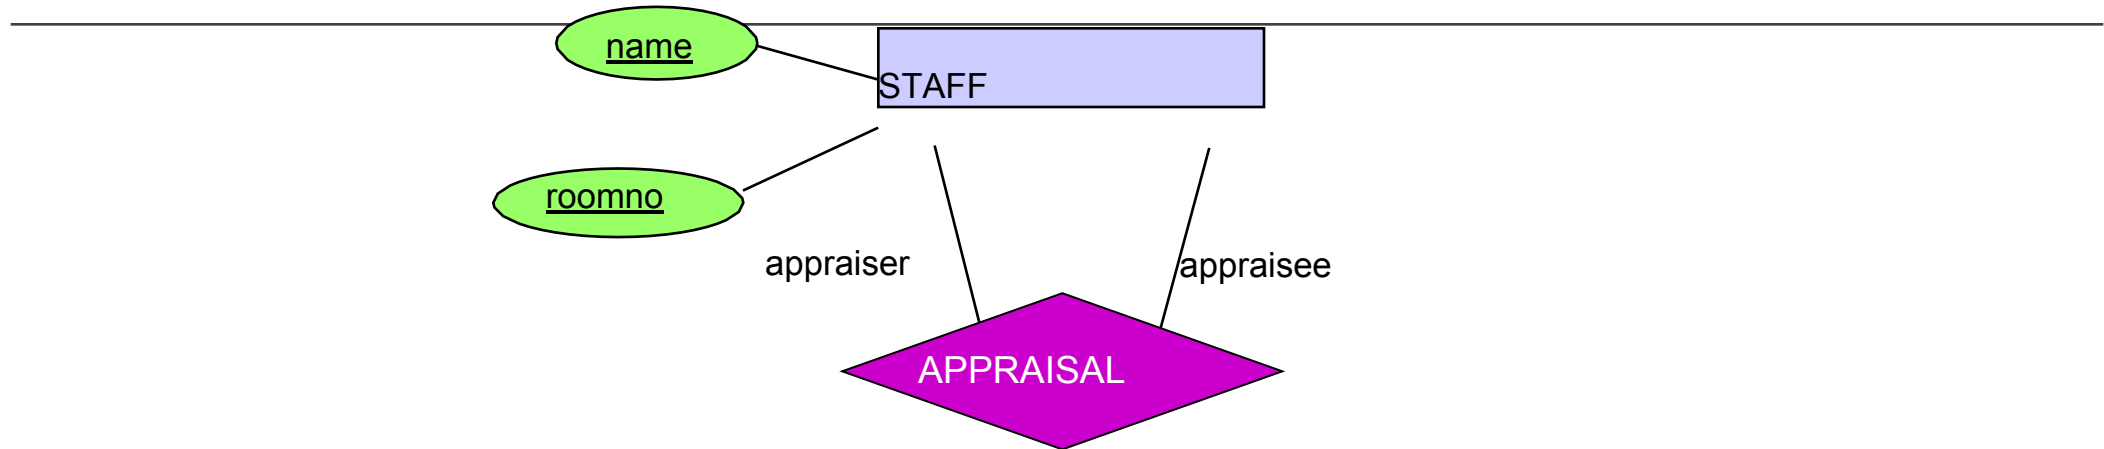 name
STAFF
roomno
appraiser
appraisee
APPRAISAL